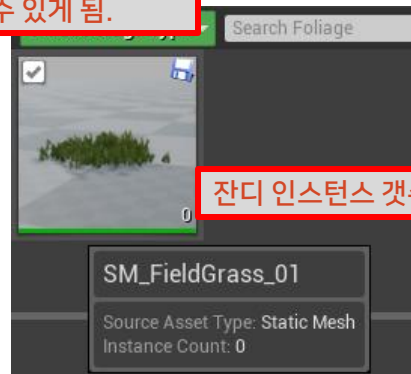 수 있게 됨.
Search Foliage
0
잔디 인스턴스 갯수
SM_FieldGrass_01
Source Asset Type: Static Mesh
Instance Count: 0